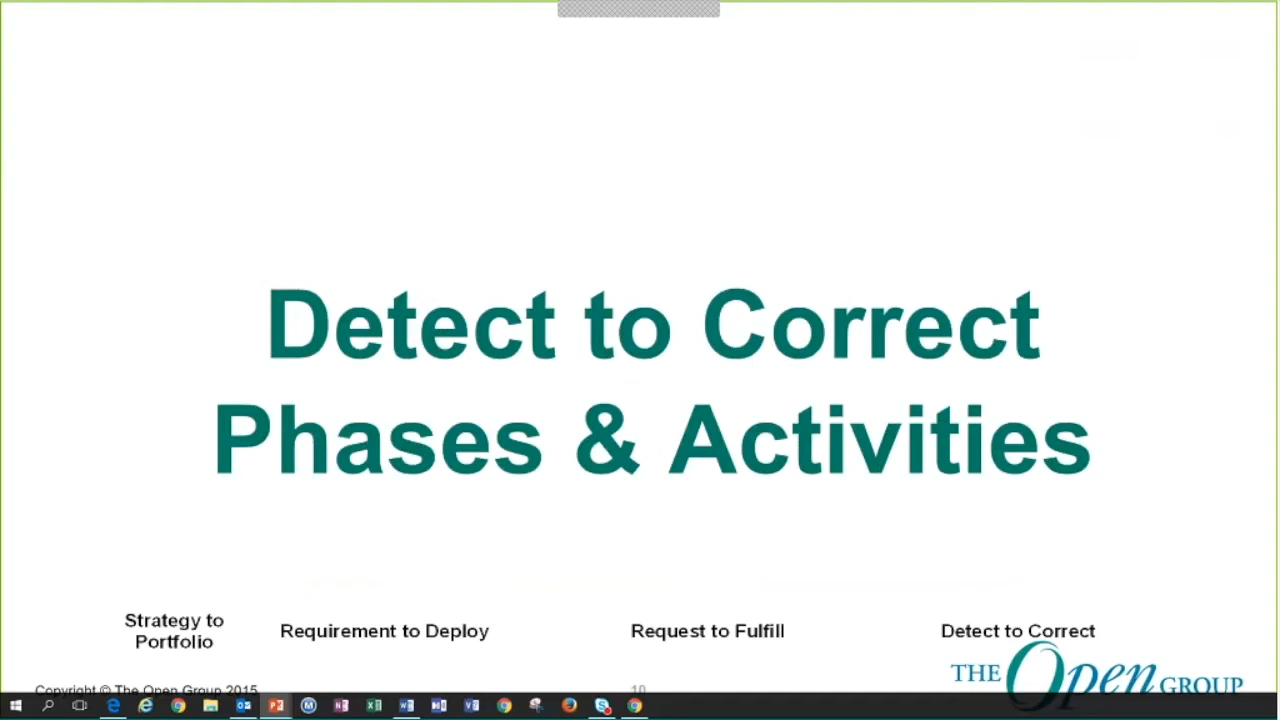 Detect to Correct
Phases & Activities
Strategy to
Portfolio
Requirement to Deploy
Request to Fulfill
Detect to Correct
THE Open GROUP
Copyright © The Open Group 2015
10